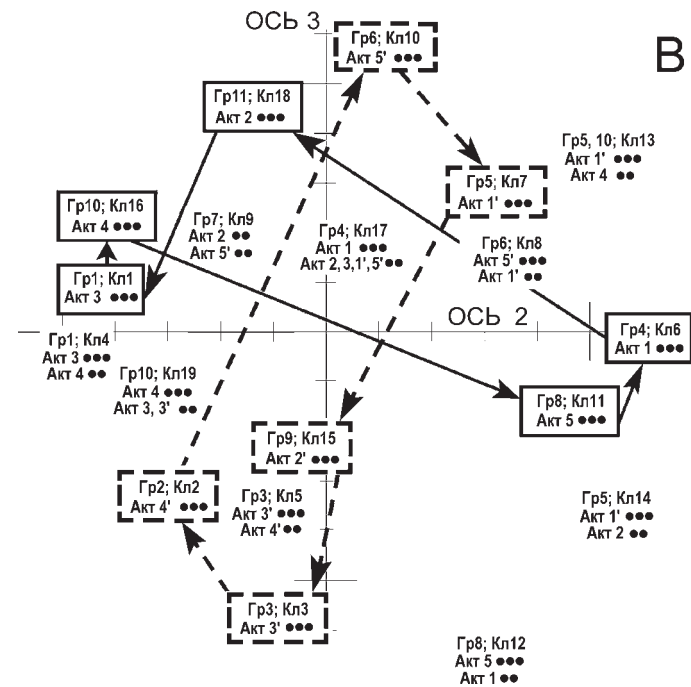 ОСЬ 3
В
Гр6; Кл10
Акт 5' ●●●
Гр11; Кл18
Акт 2 ●●●
Гр5, 10; Кл13
Акт 1' ●●●
Акт 4 ●●
Гр5; Кл7
Акт 1' ●●●
Гр10; Кл16
Акт 4 ●●●
Гр7; Кл9
Акт 2 ●●
Акт 5' ●●
Гр4; Кл17
Акт 1 ●●●
Акт 2,3,1',5' ●●
Гр6; Кл8
Акт 5' ●●●
Акт 1' ●●
Гр1; Кл1
Акт 3 ●●●
ОСЬ 2
Гр4; Кл6
Акт 1 ●●●
Гр1; Кл4
Акт 3 ●●●
Акт 4 ●●
Гр10; Кл19
Акт 4 ●●●
Акт 3, 3' ●●
Гр8; Кл11
Акт 5 ●●●
Гр9; Кл15
Акт 2' ●●●
Гр2; Кл2
Акт 4' ●●●
Гр3; Кл5
Акт 3' ●●●
Акт 4' ●●
Гр5; Кл14
Акт 1' ●●●
Акт 2 ●●
Гр3; Кл3
Акт 3' ●●●
Гр8; Кл12
Акт 5 ●●●
Акт 1 ●●